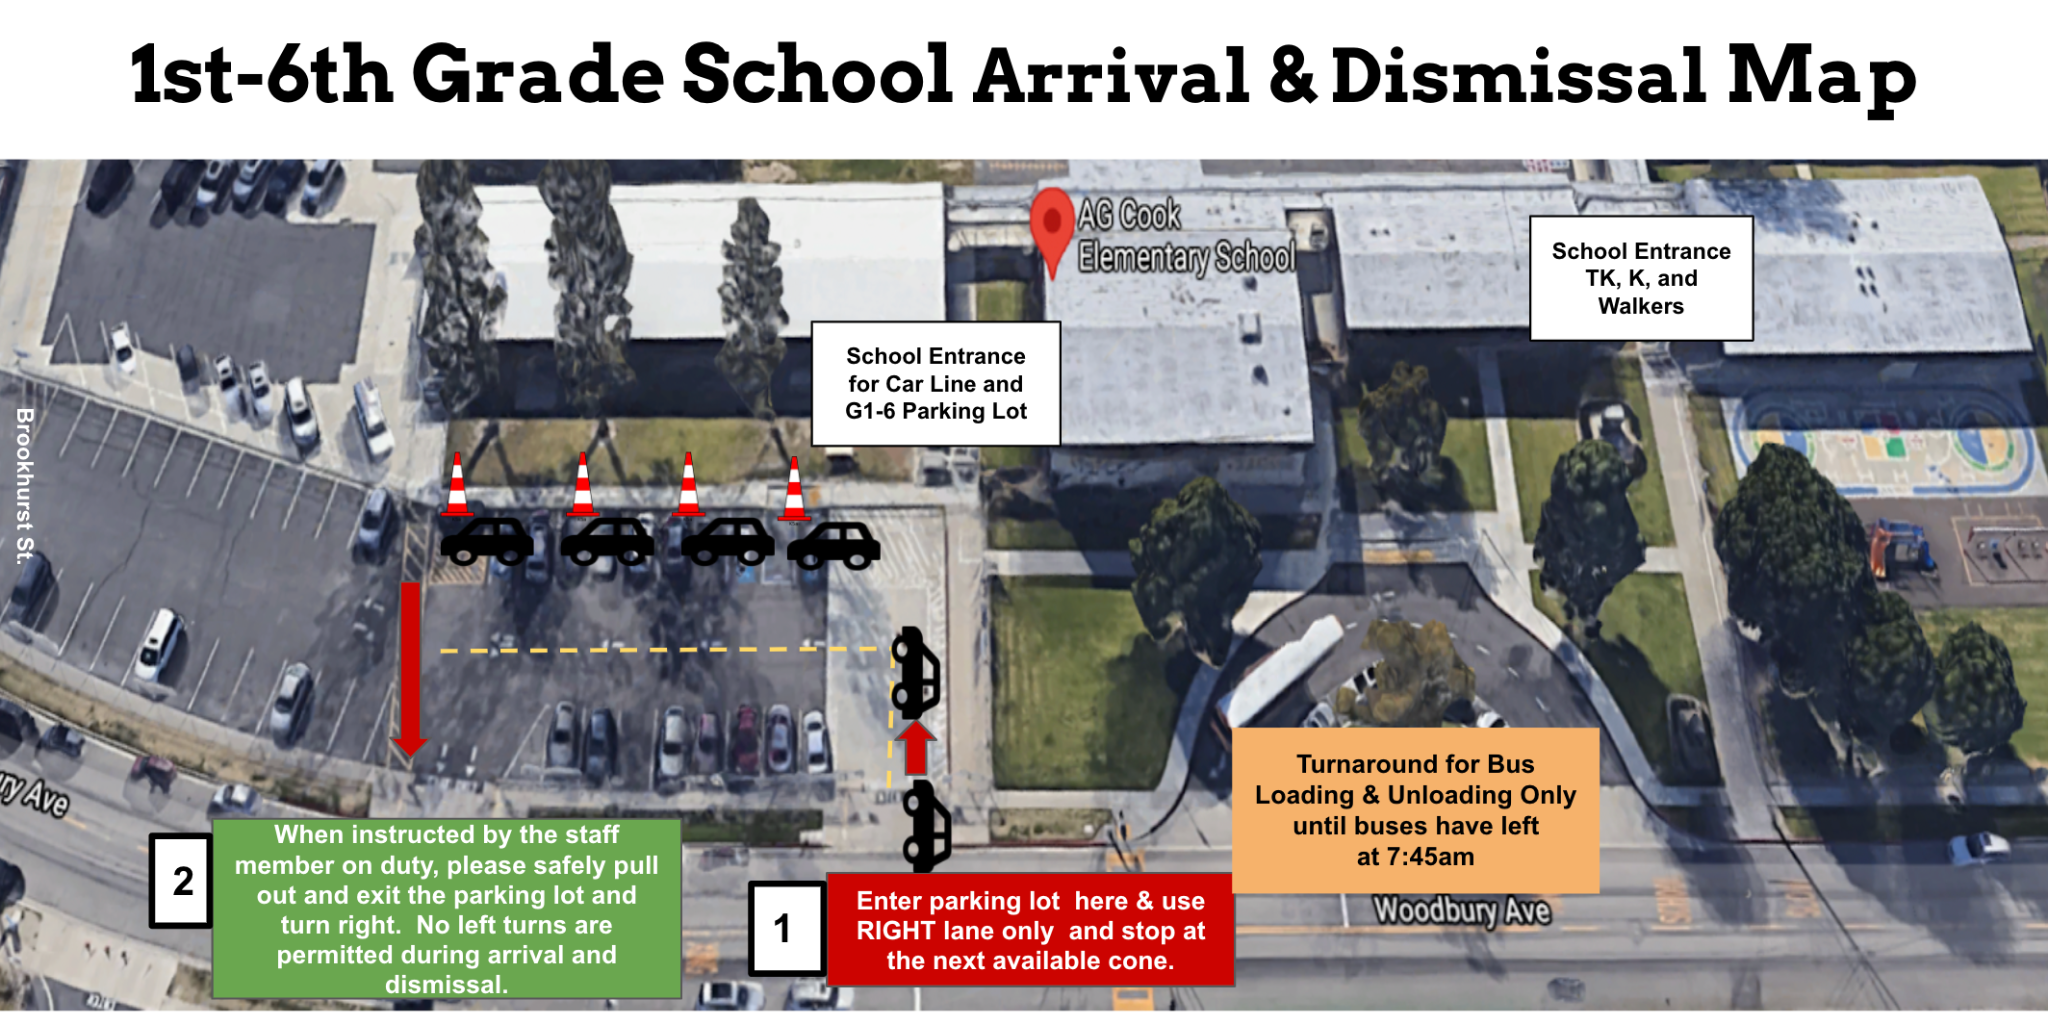 1st-6th Grade School Arrival & Dismissal Map
AG Cook
Elementary School
School Entrance
TK, K, and
Walkers
School Entrance
for Car Line and
G1-6 Parking Lot
Brookhurst St.
ry Ave
Turnaround for Bus
Loading & Unloading Only
until buses have left
at 7:45am
2
When instructed by the staff
member on duty, please safely pull
out and exit the parking lot and
turn right. No left turns are
permitted during arrival and
dismissal.
1
Enter parking lot here & use
RIGHT lane only and stop at
the next available cone.
Woodbury Ave